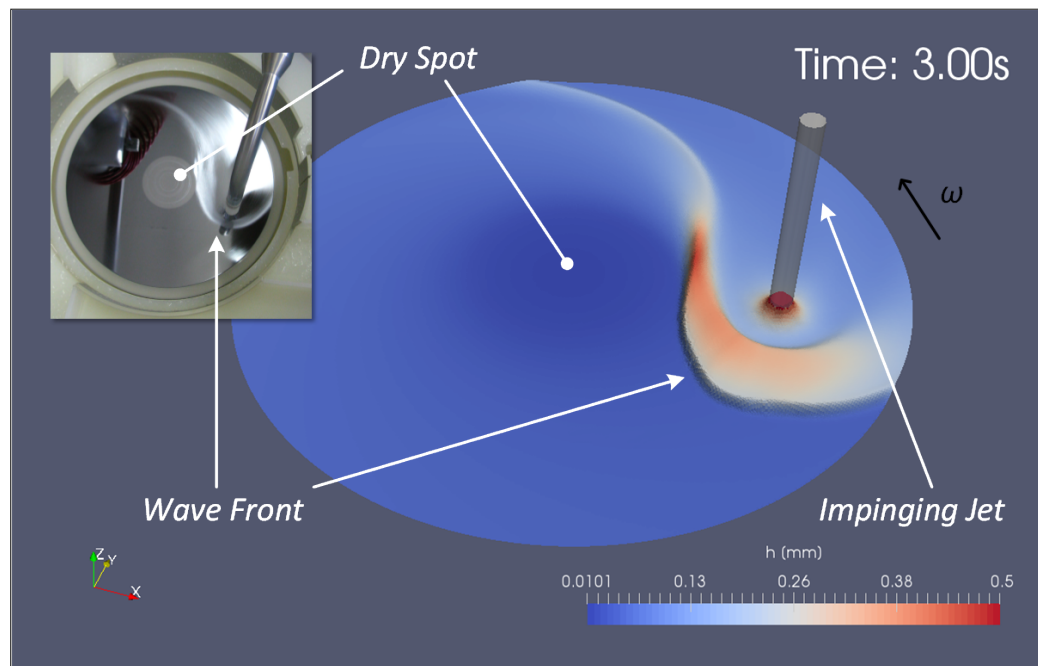 Dry Spot
Time: 3.00s
ω
Wave Front
Impinging Jet
Z
Y
X
h (mm)
0.0101 0.13 0.26 0.38 0.5